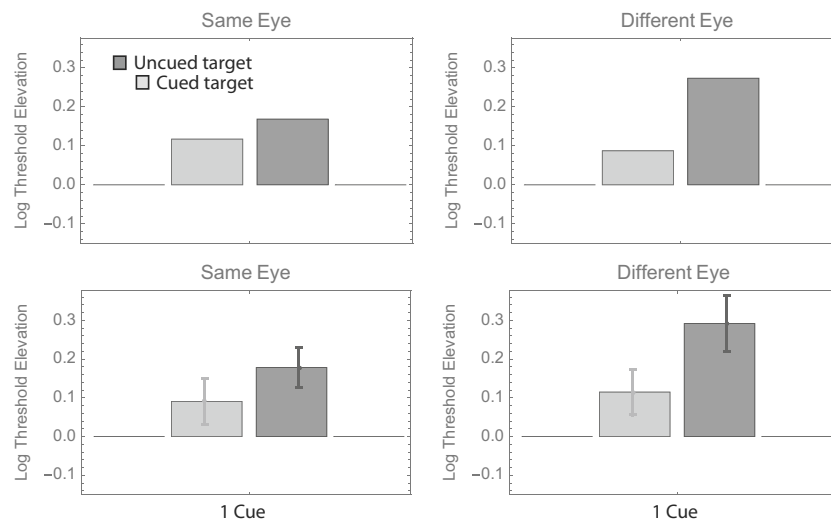 Same Eye
Different Eye
Log Threshold Elevation
0.3
0.2
0.1
0.0
−0.1
Uncued target
Cued target
Log Threshold Elevation
0.3
0.2
0.1
0.0
−0.1
Same Eye
Different Eye
Log Threshold Elevation
0.3
0.2
0.1
0.0
−0.1
1 Cue
Log Threshold Elevation
0.3
0.2
0.1
0.0
−0.1
1 Cue